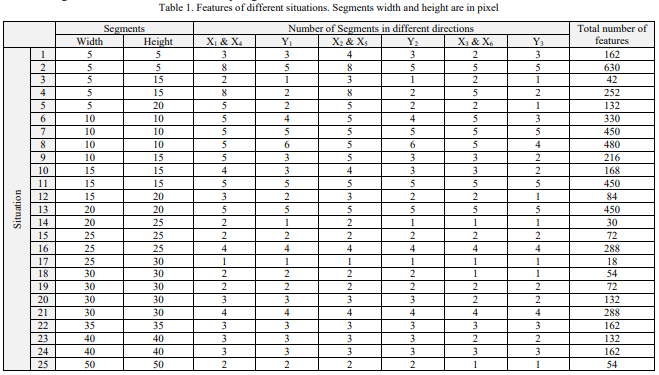 Table 1. Features of different situations. Segments width and height are in pixel
Segments Number of Segments in different directions Total number of features
Width Height X1 & X4 Y1 X2 & X5 Y2 X3 & X6 Y3
Situation
1 5 5 3 3 4 3 2 3 162
2 5 5 8 5 8 5 5 5 630
3 5 15 2 1 3 1 2 1 42
4 5 15 8 2 8 2 5 2 252
5 5 20 5 2 5 2 2 1 132
6 10 10 5 4 5 4 5 3 330
7 10 10 5 5 5 5 5 5 450
8 10 10 5 6 5 6 5 4 480
9 10 15 5 3 5 3 3 2 216
10 15 15 4 3 4 3 3 2 168
11 15 15 5 5 5 5 5 5 450
12 15 20 3 2 3 2 2 1 84
13 20 20 5 5 5 5 5 5 450
14 20 25 2 1 2 1 1 1 30
15 25 25 2 2 2 2 2 2 72
16 25 25 4 4 4 4 4 4 288
17 25 30 1 1 1 1 1 1 18
18 30 30 2 2 2 2 1 1 54
19 30 30 2 2 2 2 2 2 72
20 30 30 3 3 3 3 2 2 132
21 30 30 4 4 4 4 4 4 288
22 35 35 3 3 3 3 3 3 162
23 40 40 3 3 3 3 2 2 132
24 40 40 3 3 3 3 3 3 162
25 50 50 2 2 2 2 1 1 54